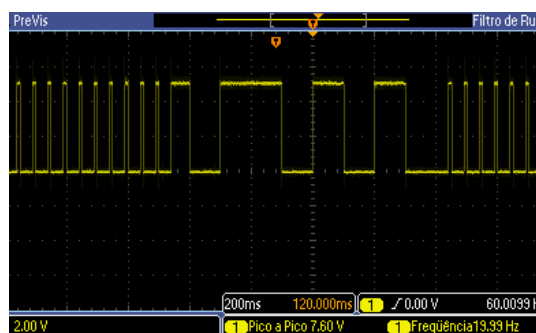 PreVis
Filtro de Ru
T
T
200ms 120.000ms 1 0.00 V 60.0099
2.00 V 1 Pico a Pico 7.60 V 1 Freqüência19.99 Hz